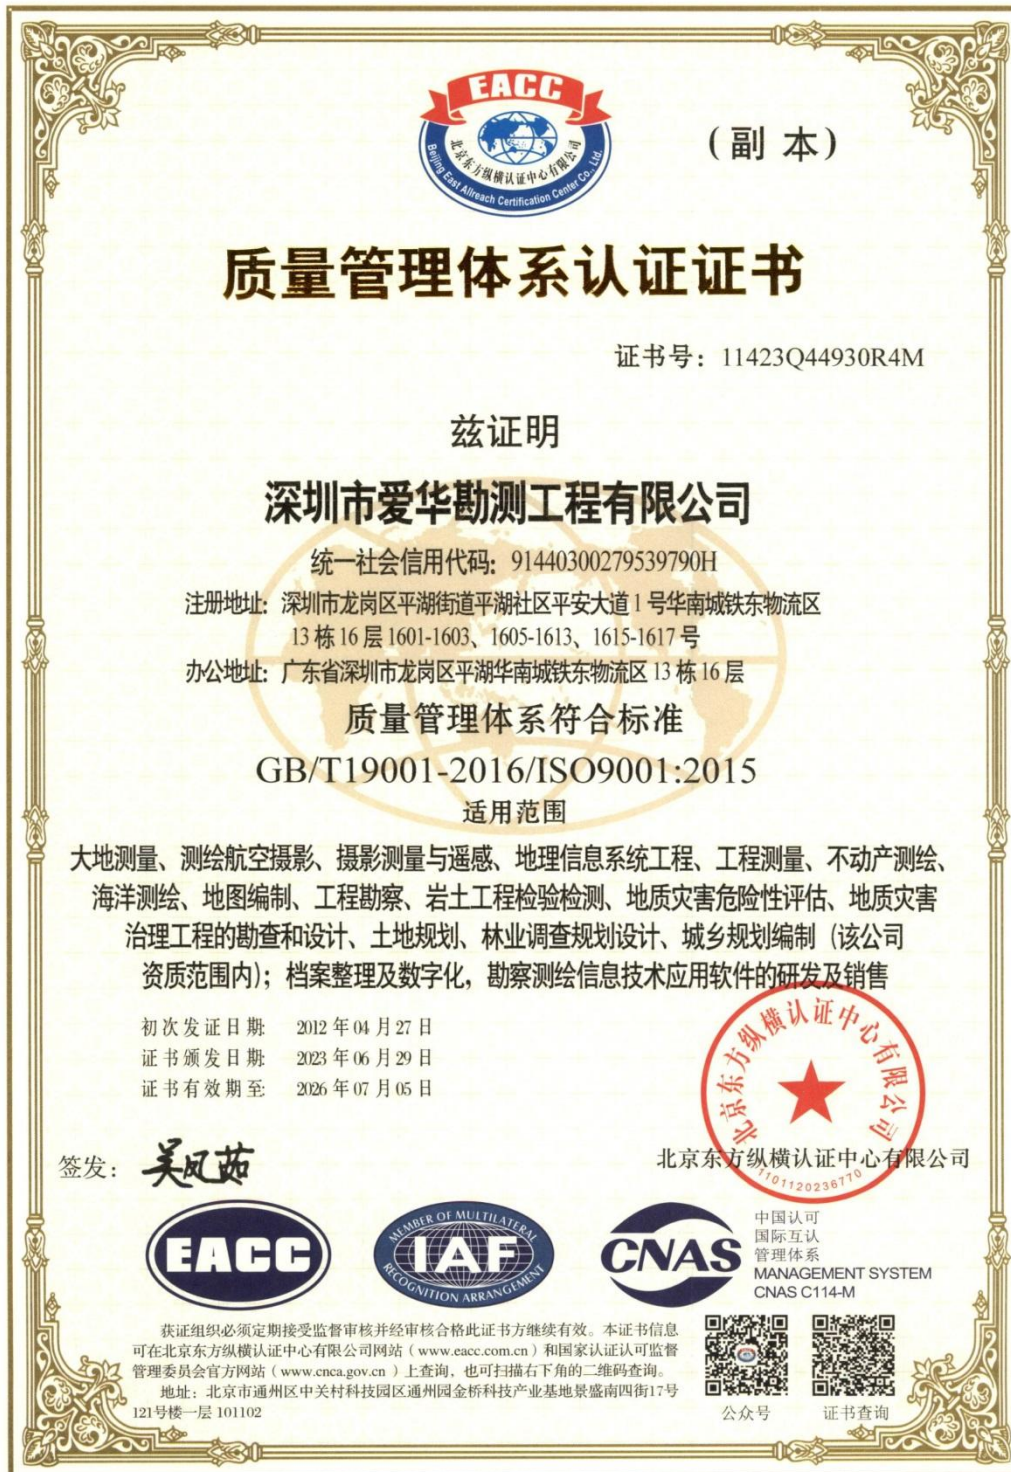 EACC
北京东方纵横认证中心有限公司
Beijing East Allreach Certification Center Co., Ltd.
(副 本)
质量管理体系认证证书
证书号：11423Q44930R4M
兹证明
深圳市爱华勘测工程有限公司
统一社会信用代码：91440300279539790H
注册地址：深圳市龙岗区平湖街道平湖社区平安大道1号华南城铁东物流区
13栋16层1601-1603、1605-1613、1615-1617号
办公地址：广东省深圳市龙岗区平湖华南城铁东物流区13栋16层
质量管理体系符合标准
GB/T19001-2016/ISO9001:2015
适用范围
大地测量、测绘航空摄影、摄影测量与遥感、地理信息系统工程、工程测量、不动产测绘、
海洋测绘、地图编制、工程勘察、岩土工程检验检测、地质灾害危险性评估、地质灾害
治理工程的勘查和设计、土地规划、林业调查规划设计、城乡规划编制（该公司
资质范围内）；档案整理及数字化，勘察测绘信息技术应用软件的研发及销售
初次发证日期: 2012年04月27日
证书颁发日期: 2023年06月29日
证书有效期至: 2026年07月05日
北京东方纵横认证中心有限公司
1101120236770
签发：吴凤茹
北京东方纵横认证中心有限公司
EACC
MEMBER OF MULTILATERAL
IAF
RECOGNITION ARRANGEMENT
CNAS
中国认可
国际互认
管理体系
MANAGEMENT SYSTEM
CNAS C114-M
获证组织必须定期接受监督审核并经审核合格此证书方继续有效。本证书信息
可在北京东方纵横认证中心有限公司网站（www.eacc.com.cn）和国家认证认可监督
管理委员会官方网站（www.cnca.gov.cn）上查询，也可扫描右下角的二维码查询。
地址：北京市通州区中关村科技园区通州园金桥科技产业基地景盛南四街17号
121号楼一层 101102
公众号
证书查询